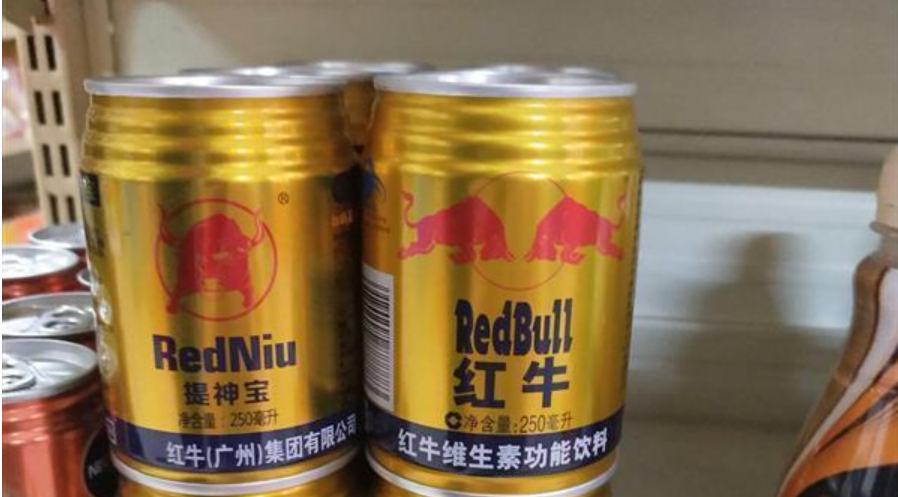 ®
RedNiu
提神宝
净含量:250毫升
红牛(广州)集团有限公司
RedBull
红牛
净含量:250毫升
红牛维生素功能饮料